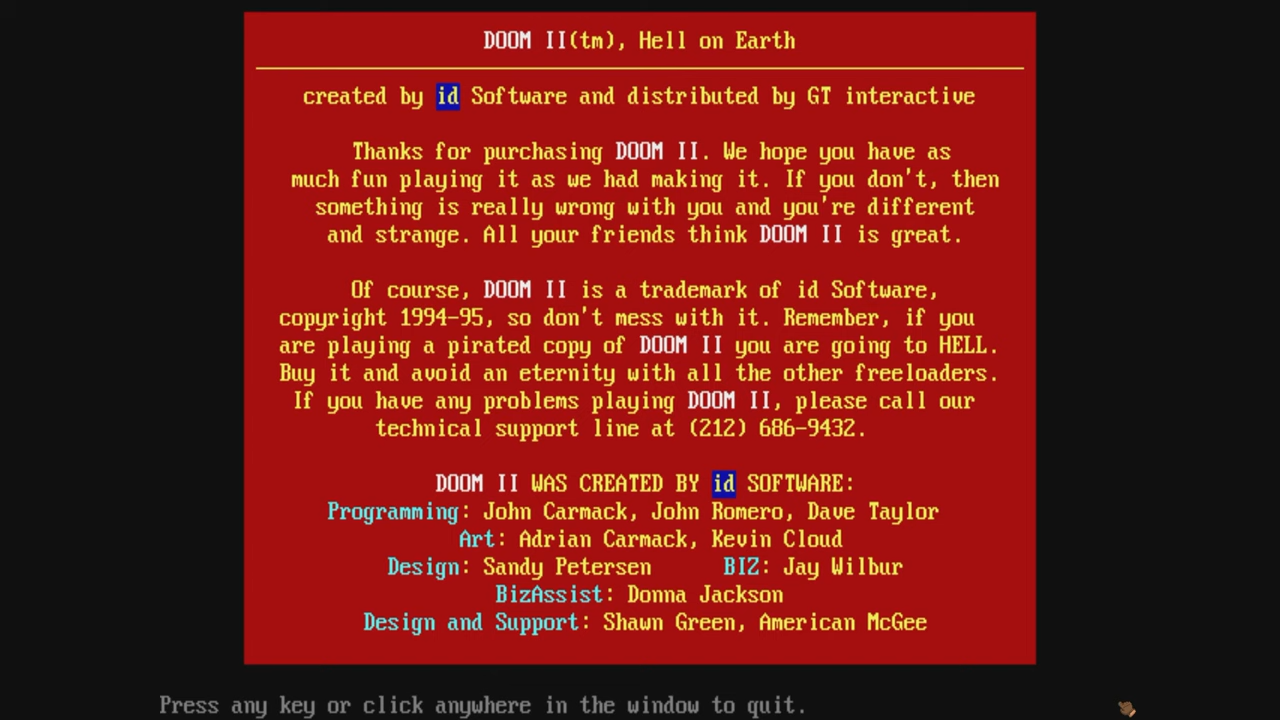 DOOM II(tm), Hell on Earth
created by id Software and distributed by GT interactive
Thanks for purchasing DOOM II. We hope you have as
much fun playing it as we had making it. If you don't, then
something is really wrong with you and you're different
and strange. All your friends think DOOM II is great.
Of course, DOOM II is a trademark of id Software,
copyright 1994-95, so don't mess with it. Remember, if you
are playing a pirated copy of DOOM II you are going to HELL.
Buy it and avoid an eternity with all the other freeloaders.
If you have any problems playing DOOM II, please call our
technical support line at (212) 686-9432.
DOOM II WAS CREATED BY id SOFTWARE:
Programming: John Carmack, John Romero, Dave Taylor
Art: Adrian Carmack, Kevin Cloud
Design: Sandy Petersen BIZ: Jay Wilbur
BizAssist: Donna Jackson
Design and Support: Shawn Green, American McGee
Press any key or click anywhere in the window to quit.